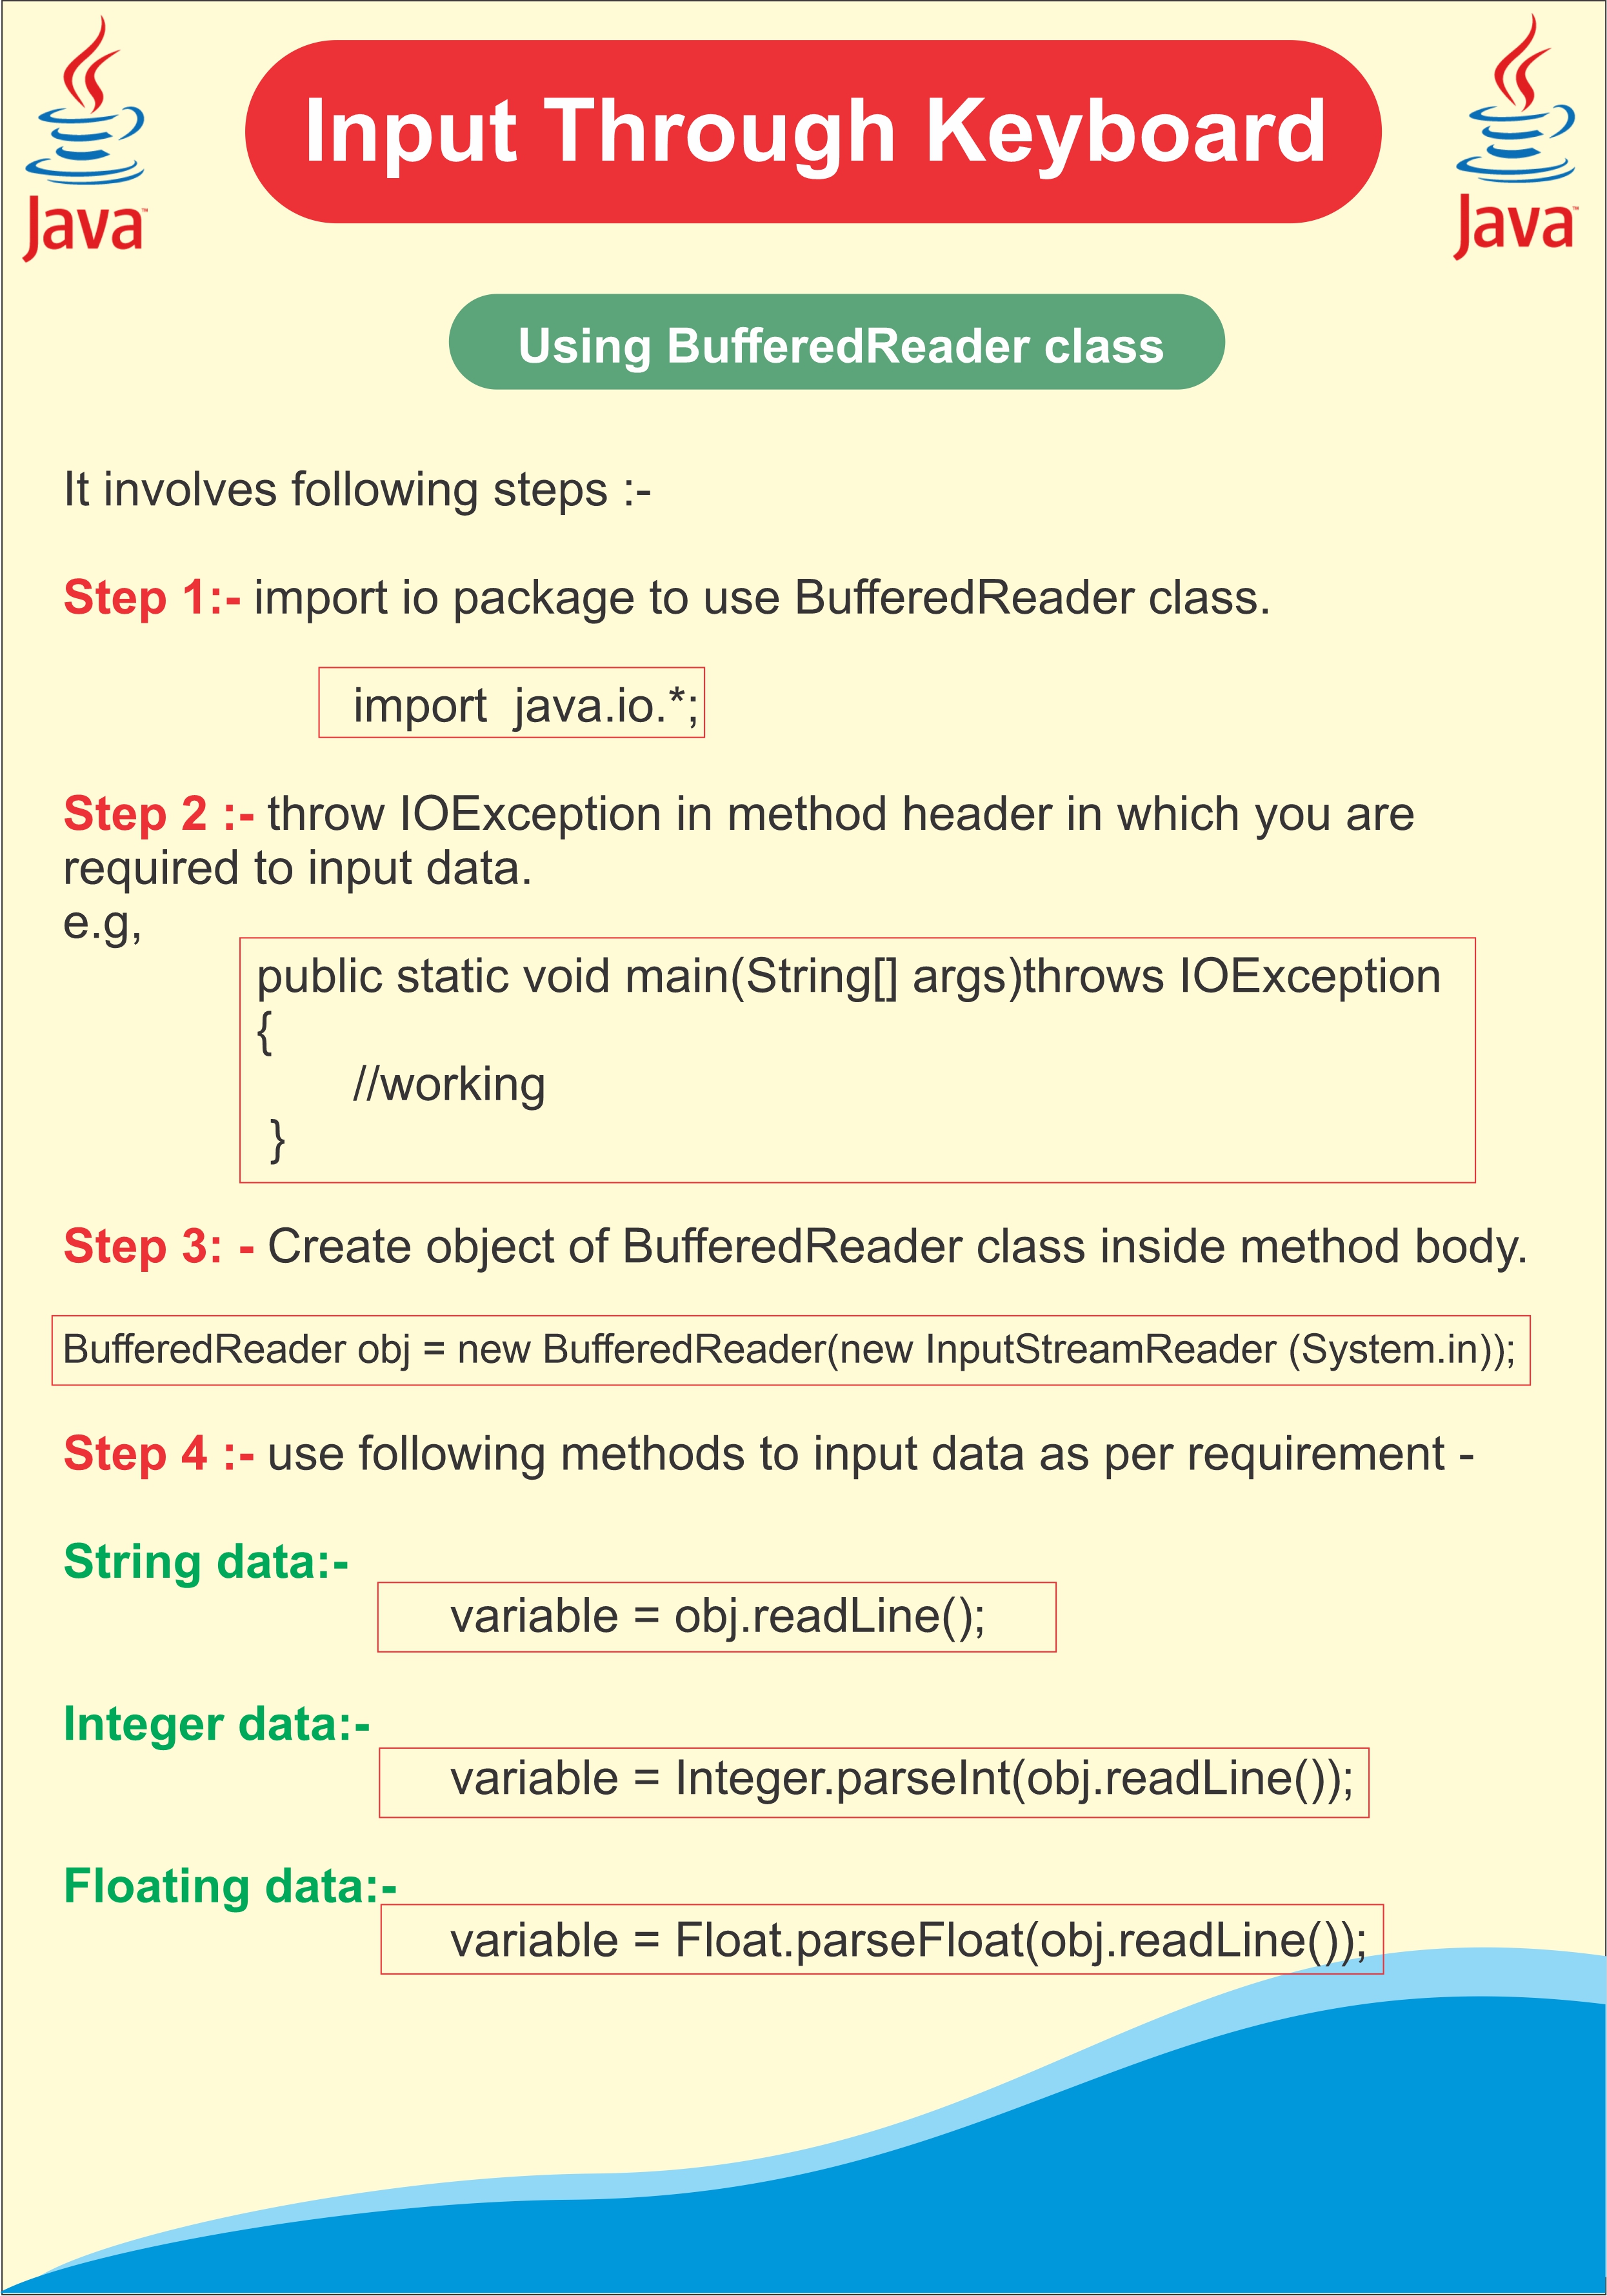 Java™
Input Through Keyboard
Java™
Using BufferedReader class
It involves following steps :-
Step 1:- import io package to use BufferedReader class.
import  java.io.*;
Step 2 :- throw IOException in method header in which you are
required to input data.
e.g,
public static void main(String[] args)throws IOException
{
//working
}
Step 3: - Create object of BufferedReader class inside method body.
BufferedReader obj = new BufferedReader(new InputStreamReader (System.in));
Step 4 :- use following methods to input data as per requirement -
String data:-
variable = obj.readLine();
Integer data:-
variable = Integer.parseInt(obj.readLine());
Floating data:-
variable = Float.parseFloat(obj.readLine());